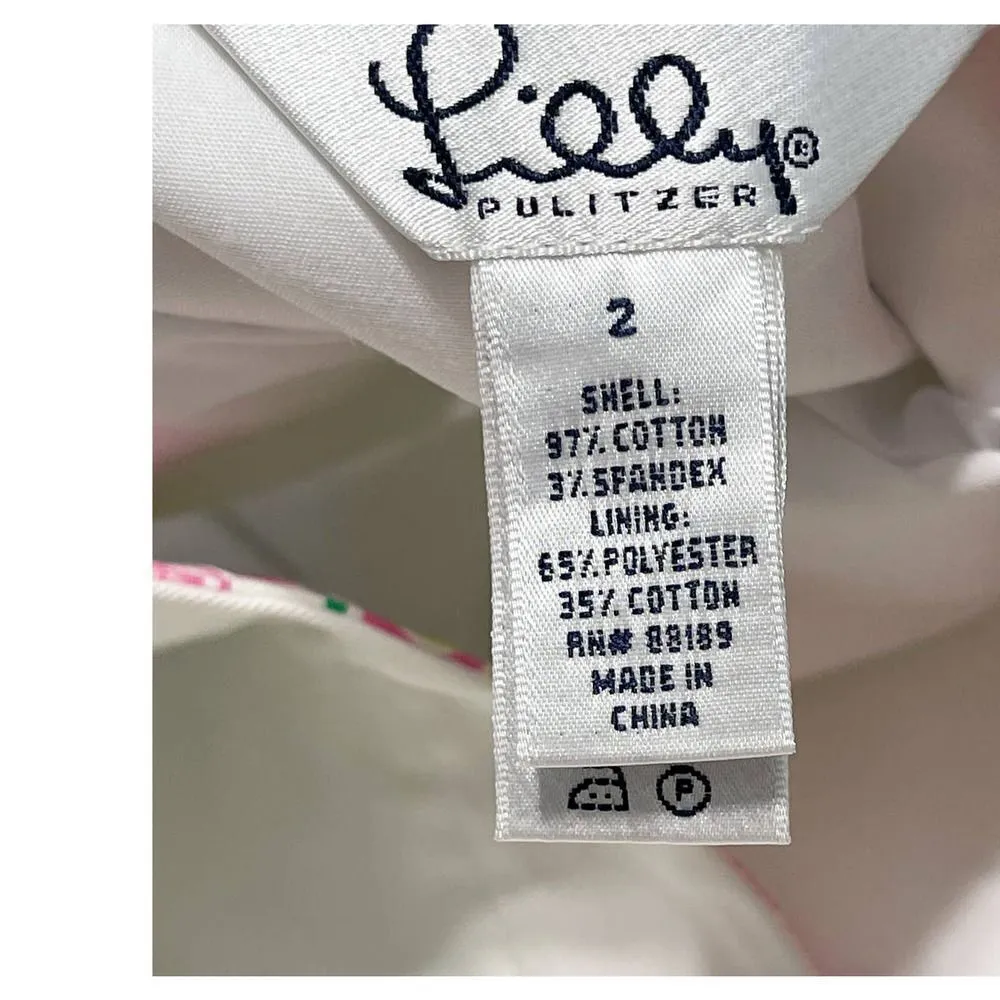 Lilly®
PULITZER
2
SHELL:
97% COTTON
3% SPANDEX
LINING:
65% POLYESTER
35% COTTON
RN# 88189
MADE IN
CHINA
P